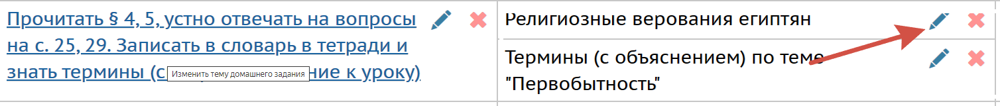 Прочитать § 4, 5, устно отвечать на вопросы
на с. 25, 29. Записать в словарь в тетради и
знать термины (с
ние к уроку)
Изменить тему домашнего задания
Религиозные верования египтян
Термины (с объяснением) по теме
"Первобытность"